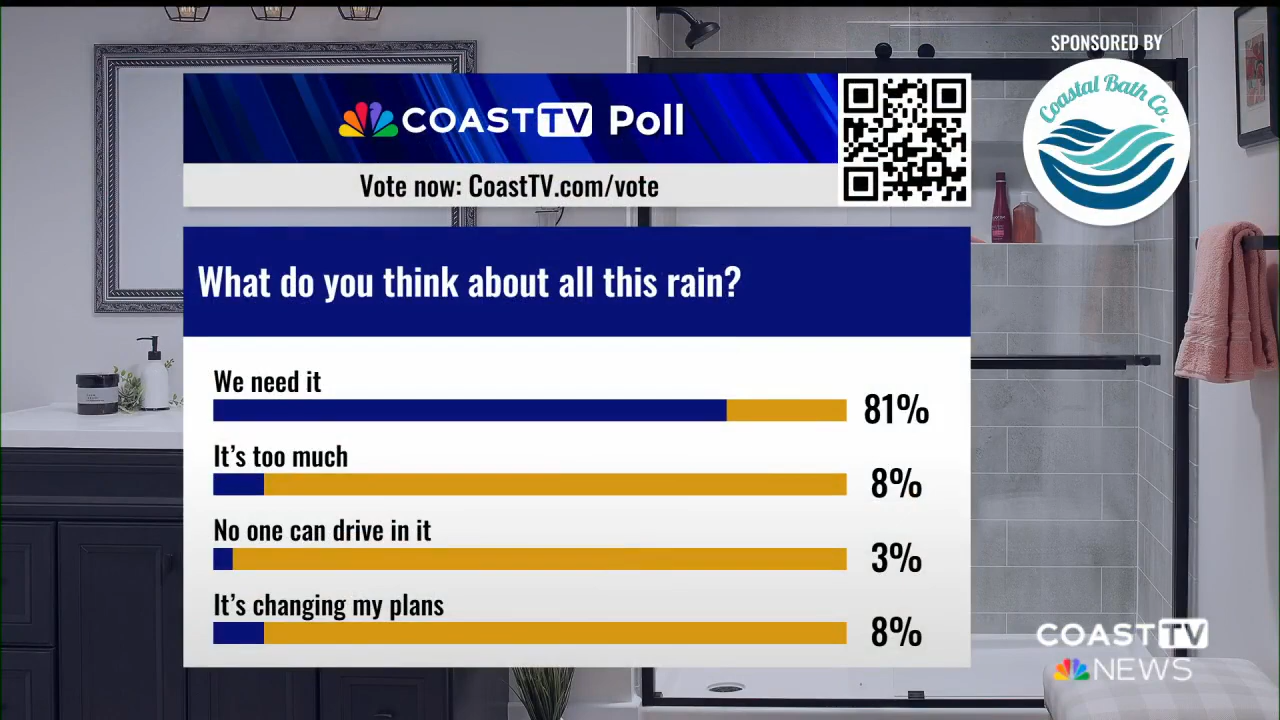 SPONSORED BY
Coastal Bath Co.
COAST TV Poll
Vote now: CoastTV.com/vote
What do you think about all this rain?
We need it
81%
It's too much
8%
No one can drive in it
3%
It's changing my plans
8%
COAST TV
NEWS